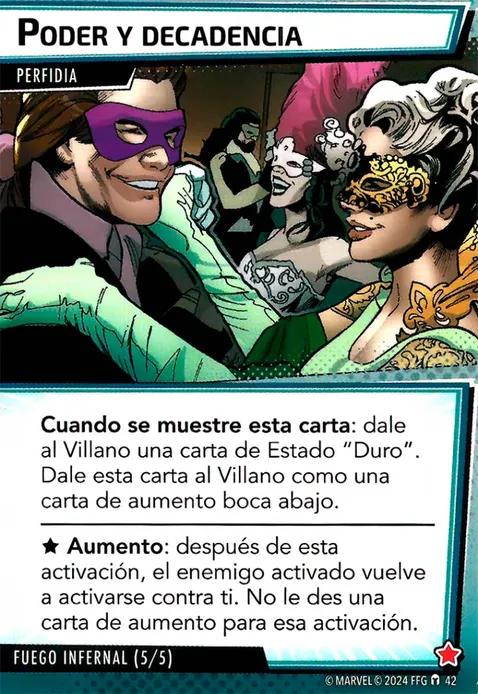 PODER Y DECADENCIA
PERFIDIA
Cuando se muestre esta carta: dale
al Villano una carta de Estado “Duro”.
Dale esta carta al Villano como una
carta de aumento boca abajo.
★ Aumento: después de esta
activación, el enemigo activado vuelve
a activarse contra ti. No le des una
carta de aumento para esa activación.
FUEGO INFERNAL (5/5)
© MARVEL © 2024 FFG 42